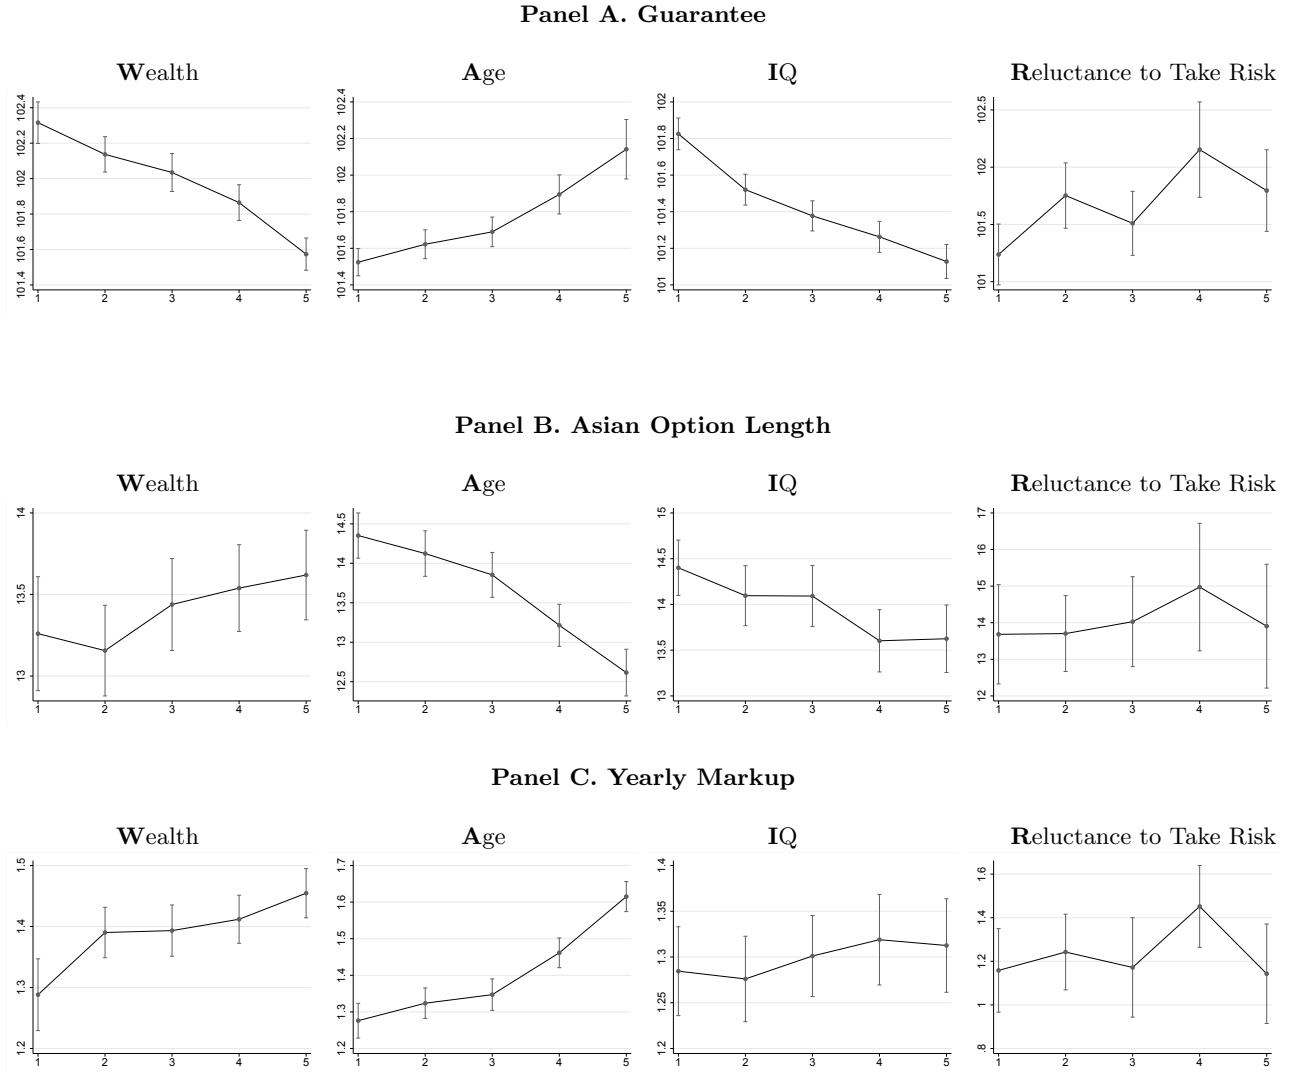 Panel A. Guarantee
Wealth
Age
IQ
Reluctance to Take Risk
102.4
102.2
102
101.8
101.6
101.4
1 2 3 4 5
102.4
102.2
102
101.8
101.6
101.4
1 2 3 4 5
102
101.8
101.6
101.4
101.2
101
1 2 3 4 5
102.5
102
101.5
101
1 2 3 4 5
Panel B. Asian Option Length
Wealth
Age
IQ
Reluctance to Take Risk
14
13.5
13
1 2 3 4 5
14.5
14
13.5
13
12.5
1 2 3 4 5
15
14.5
14
13.5
13
1 2 3 4 5
17
16
15
14
13
12
1 2 3 4 5
Panel C. Yearly Markup
Wealth
Age
IQ
Reluctance to Take Risk
1.5
1.4
1.3
1.2
1 2 3 4 5
1.7
1.6
1.5
1.4
1.3
1.2
1 2 3 4 5
1.4
1.35
1.3
1.25
1.2
1 2 3 4 5
1.6
1.4
1.2
1
.8
1 2 3 4 5